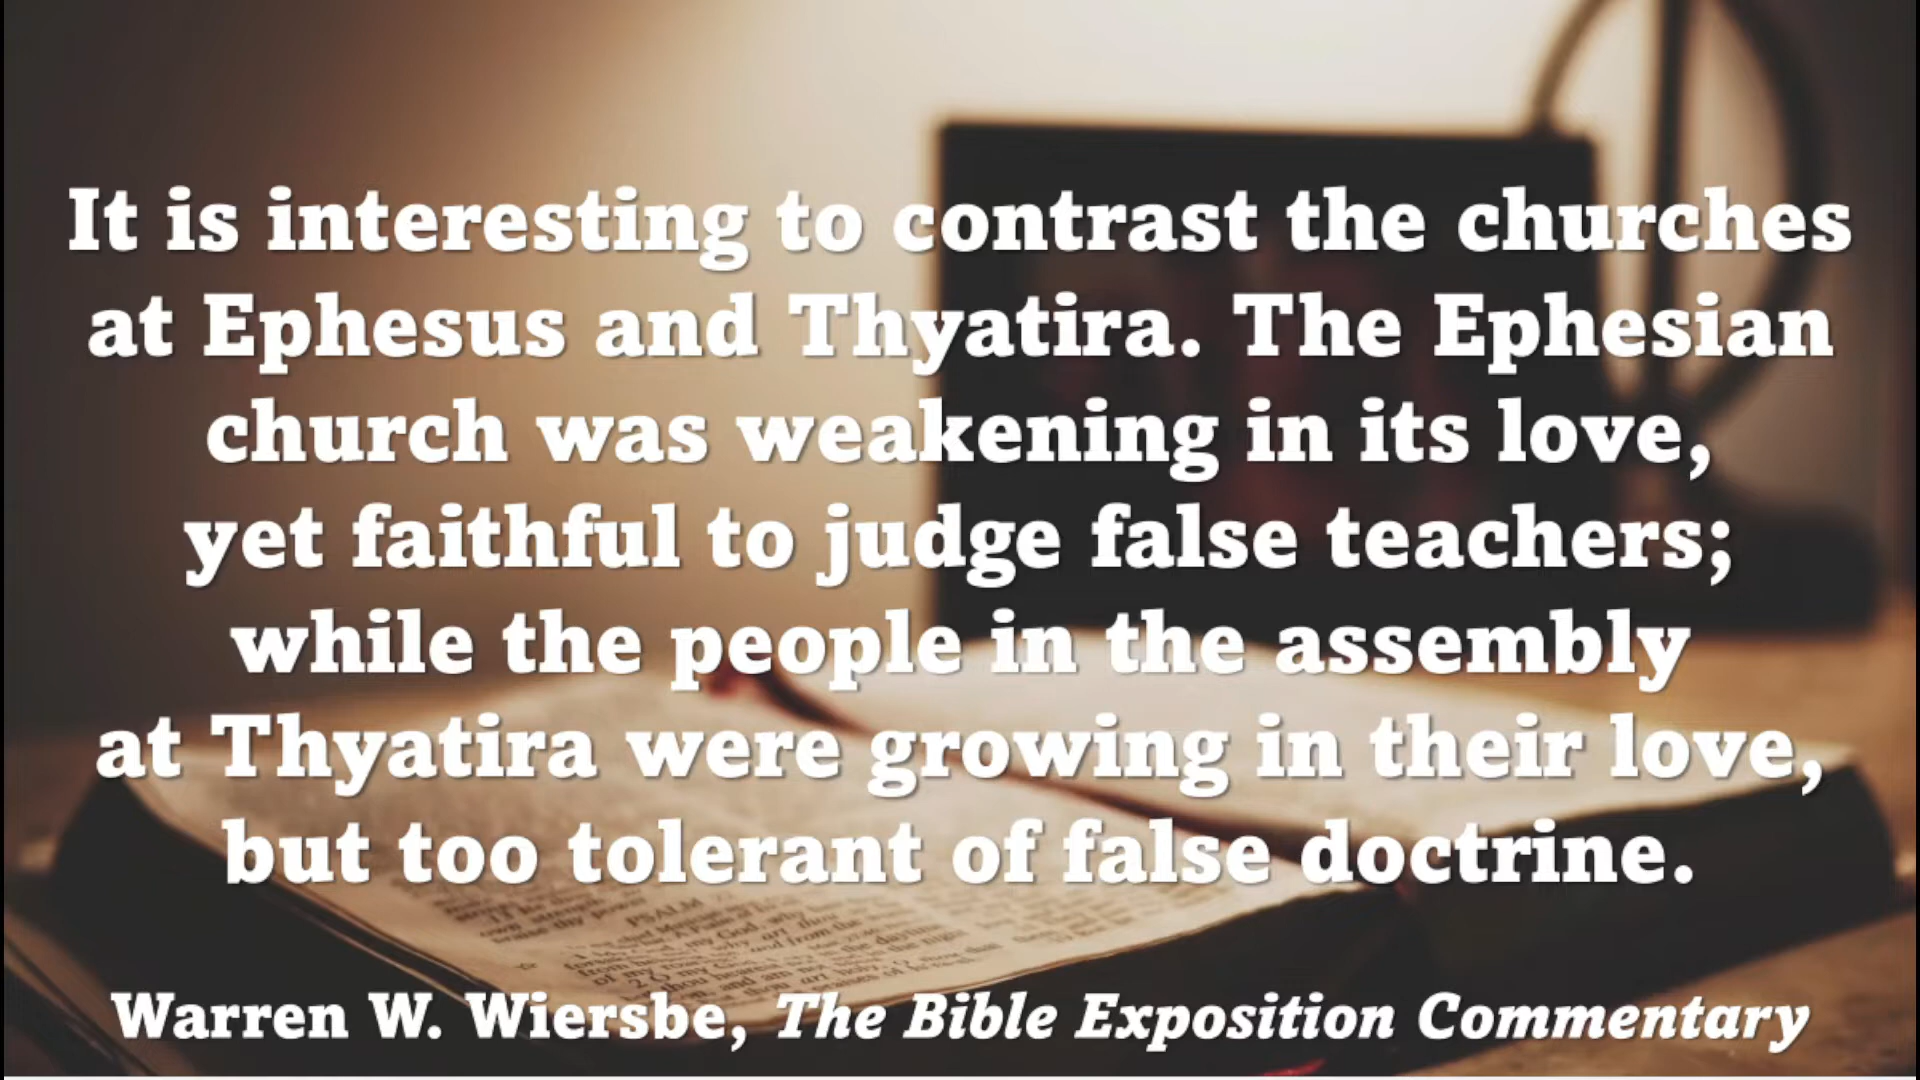 It is interesting to contrast the churches
at Ephesus and Thyatira. The Ephesian
church was weakening in its love,
yet faithful to judge false teachers;
while the people in the assembly
at Thyatira were growing in their love,
but too tolerant of false doctrine.
PSALM
Warren W. Wiersbe, The Bible Exposition Commentary